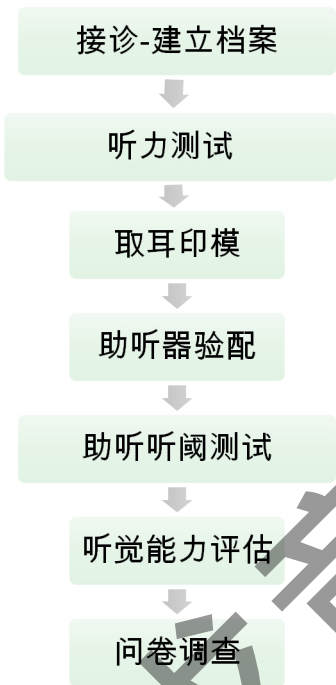 接诊-建立档案
听力测试
取耳印模
助听器验配
助听听阈测试
听觉能力评估
问卷调查